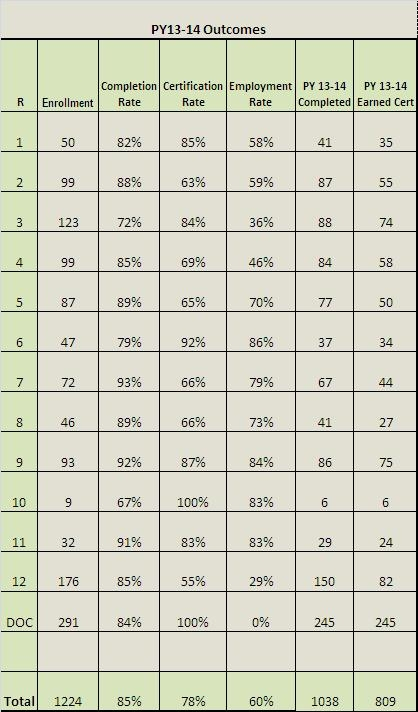 PY13-14 Outcomes
Completion Certification Employment PY 13-14 PY 13-14
R Enrollment Rate Rate Rate Completed Earned Cert
1 50 82% 85% 58% 41 35
2 99 88% 63% 59% 87 55
3 123 72% 84% 36% 88 74
4 99 85% 69% 46% 84 58
5 87 89% 65% 70% 77 50
6 47 79% 92% 86% 37 34
7 72 93% 66% 79% 67 44
8 46 89% 66% 73% 41 27
9 93 92% 87% 84% 86 75
10 9 67% 100% 83% 6 6
11 32 91% 83% 83% 29 24
12 176 85% 55% 29% 150 82
DOC 291 84% 100% 0% 245 245
Total 1224 85% 78% 60% 1038 809